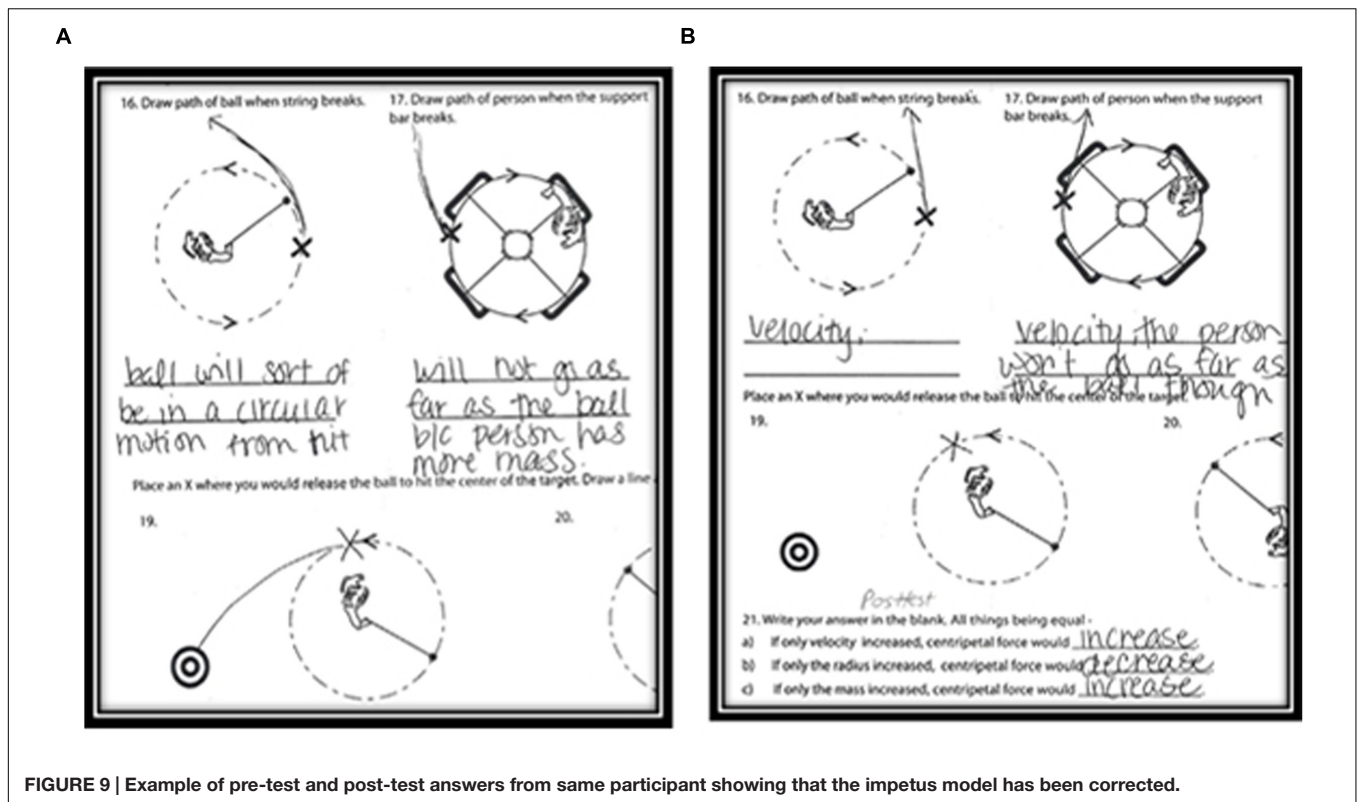 A
B
16. Draw path of ball when string breaks.
17. Draw path of person when the support
bar breaks.
ball will sort of
be in a circular
motion from hit
will not go as
far as the ball
b/c person has
more mass.
Place an X where you would release the ball to hit the center of the target. Draw a line
19.
20.
16. Draw path of ball when string breaks.
17. Draw path of person when the support
bar breaks.
velocity;
velocity, the person
won't go as far as
the ball though
Place an X where you would release the ball to hit the center of the target.
19.
20.
Posttest
21. Write your answer in the blank. All things being equal -
a) If only velocity increased, centripetal force would increase
b) If only the radius increased, centripetal force would decrease
c) If only the mass increased, centripetal force would increase
FIGURE 9 | Example of pre-test and post-test answers from same participant showing that the impetus model has been corrected.